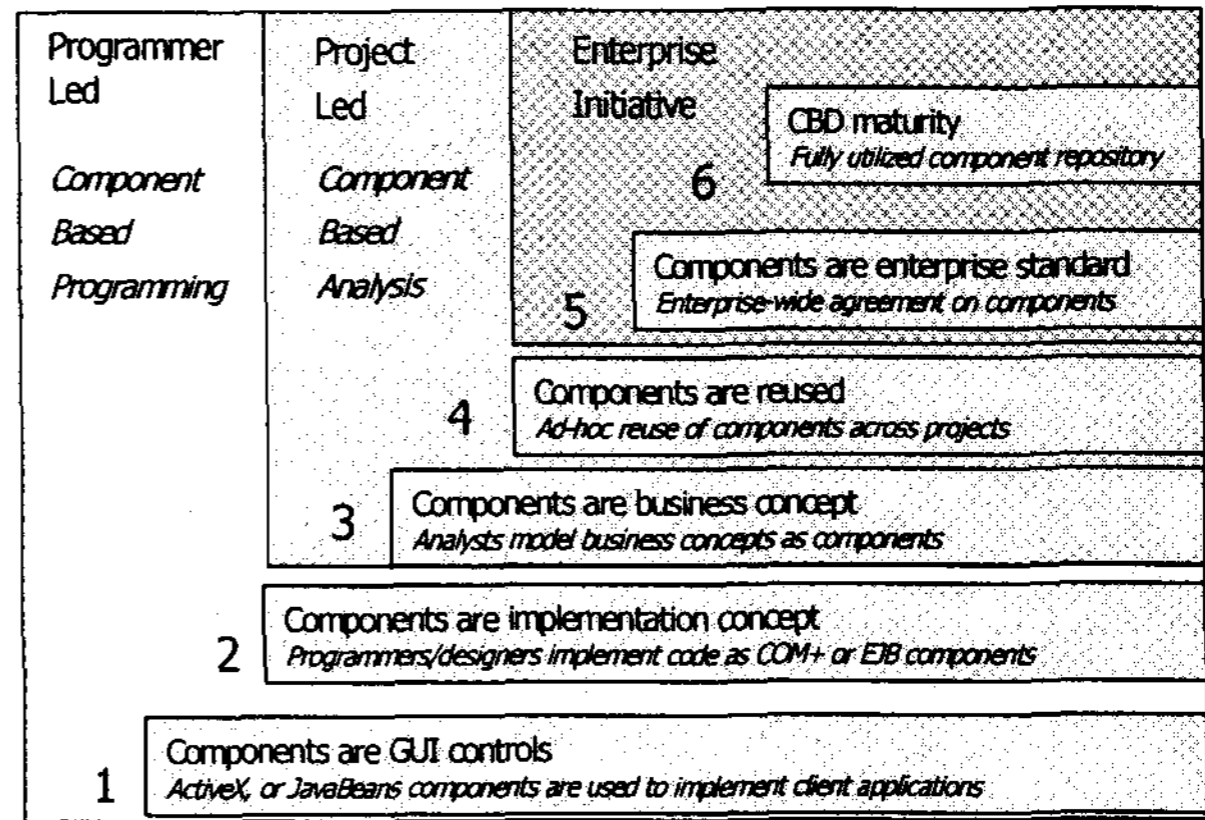 Programmer
Led
Component
Based
Programming
Project
Led
Component
Based
Analysis
Enterprise
Initiative
6
CBD maturity
Fully utilized component repository
5
Components are enterprise standard
Enterprise-wide agreement on components
4
Components are reused
Ad-hoc reuse of components across projects
3
Components are business concept
Analysts model business concepts as components
2
Components are implementation concept
Programmers/designers implement code as COM+ or EJB components
1
Components are GUI controls
ActiveX, or JavaBeans components are used to implement client applications